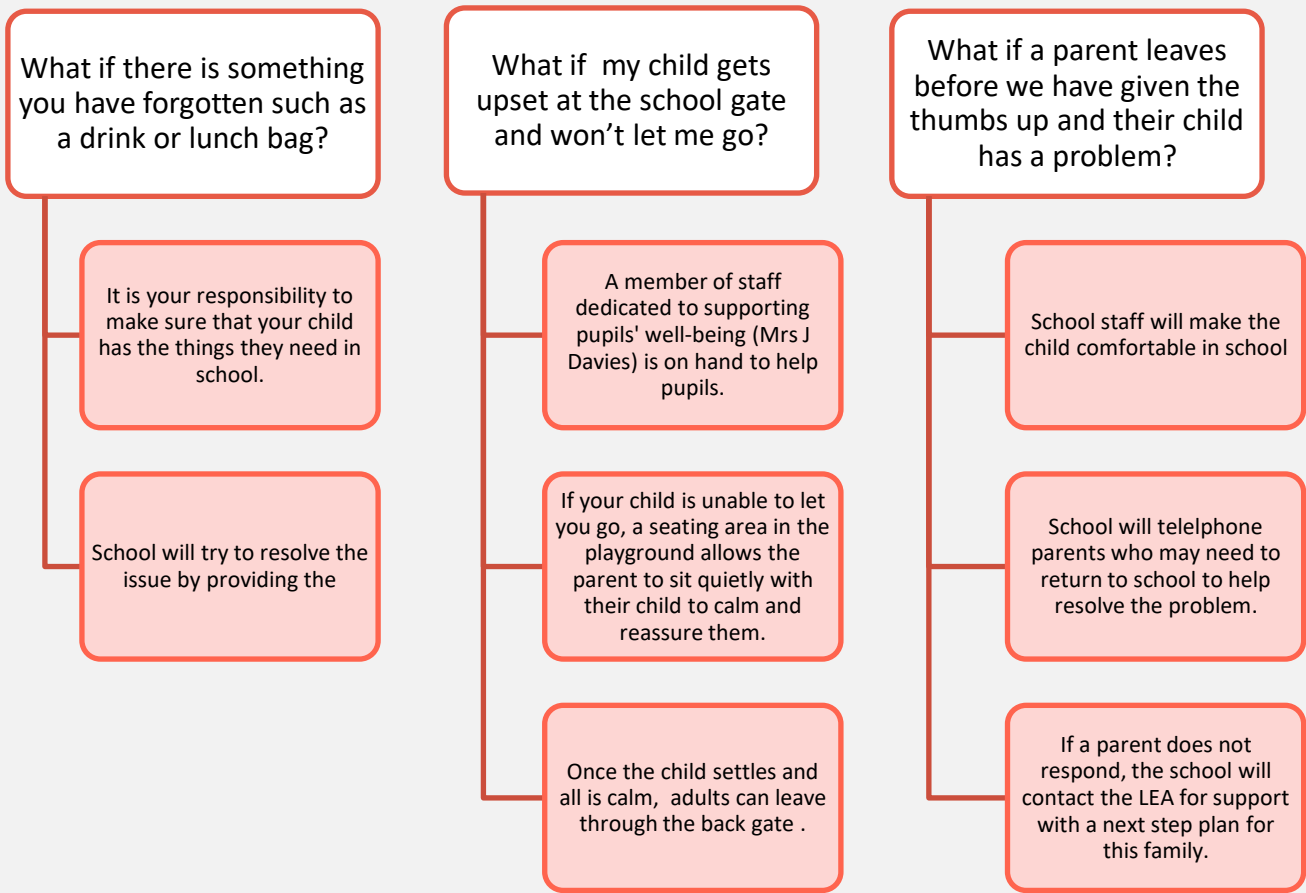 What if there is something
you have forgotten such as
a drink or lunch bag?
It is your responsibility to
make sure that your child
has the things they need in
school.
School will try to resolve the
issue by providing the
What if  my child gets
upset at the school gate
and won’t let me go?
A member of staff
dedicated to supporting
pupils' well-being (Mrs J
Davies) is on hand to help
pupils.
If your child is unable to let
you go, a seating area in the
playground allows the
parent to sit quietly with
their child to calm and
reassure them.
Once the child settles and
all is calm,  adults can leave
through the back gate .
What if a parent leaves
before we have given the
thumbs up and their child
has a problem?
School staff will make the
child comfortable in school
School will telelphone
parents who may need to
return to school to help
resolve the problem.
If a parent does not
respond, the school will
contact the LEA for support
with a next step plan for
this family.